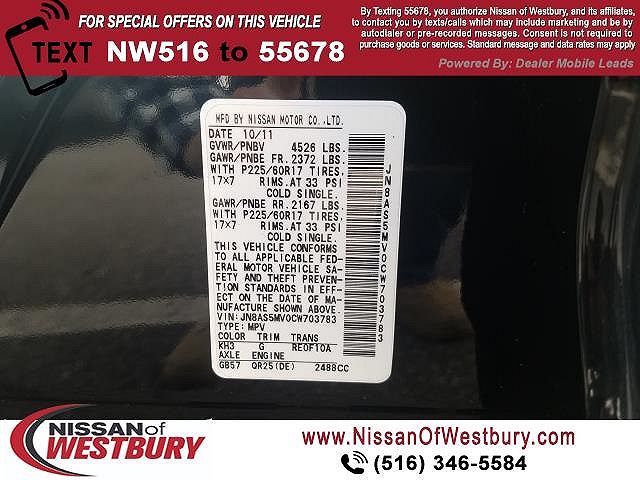 FOR SPECIAL OFFERS ON THIS VEHICLE
TEXT NW516 to 55678
By Texting 55678, you authorize Nissan of Westbury, and its affiliates,
to contact you by texts/calls which may include marketing and be by
autodialer or pre-recorded messages. Consent is not required to
purchase goods or services. Standard message and data rates may apply
Powered By: Dealer Mobile Leads
MFD BY NISSAN MOTOR CO.,LTD.
DATE 10/11
GVWR/PNBV 4526 LBS.
GAWR/PNBE FR.2372 LBS.
WITH P225/60R17 TIRES.
17X7 RIMS.AT 33 PSI
COLD SINGLE.
GAWR/PNBE RR.2167 LBS.
WITH P225/60R17 TIRES.
17X7 RIMS.AT 33 PSI
COLD SINGLE.
THIS VEHICLE CONFORMS
TO ALL APPLICABLE FED-
ERAL MOTOR VEHICLE SA-
FETY AND THEFT PREVEN-
TION STANDARDS IN EFF-
ECT ON THE DATE OF MA-
NUFACTURE SHOWN ABOVE.
VIN:JN8AS5MV0CW703783
TYPE:MPV
COLOR TRIM TRANS
KH3 G RE0F10A
AXLE ENGINE
GB57 QR25(DE) 2488CC
JN8AS5MV0CW703783
NISSAN of
WESTBURY
www.NissanOfWestbury.com
(516) 346-5584